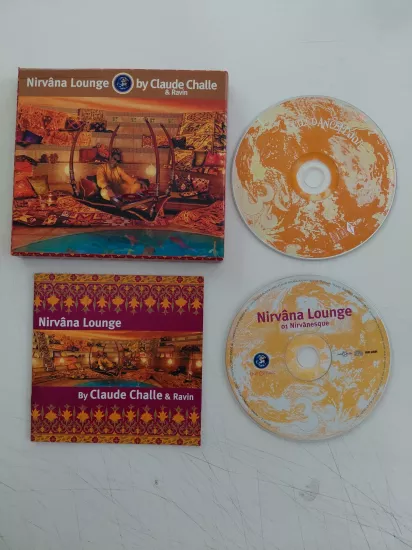 Nirvâna Lounge by Claude Challe
& Ravin
Nirvâna Lounge
By Claude Challe & Ravin
Nirvâna Lounge
01 Nirvânesque